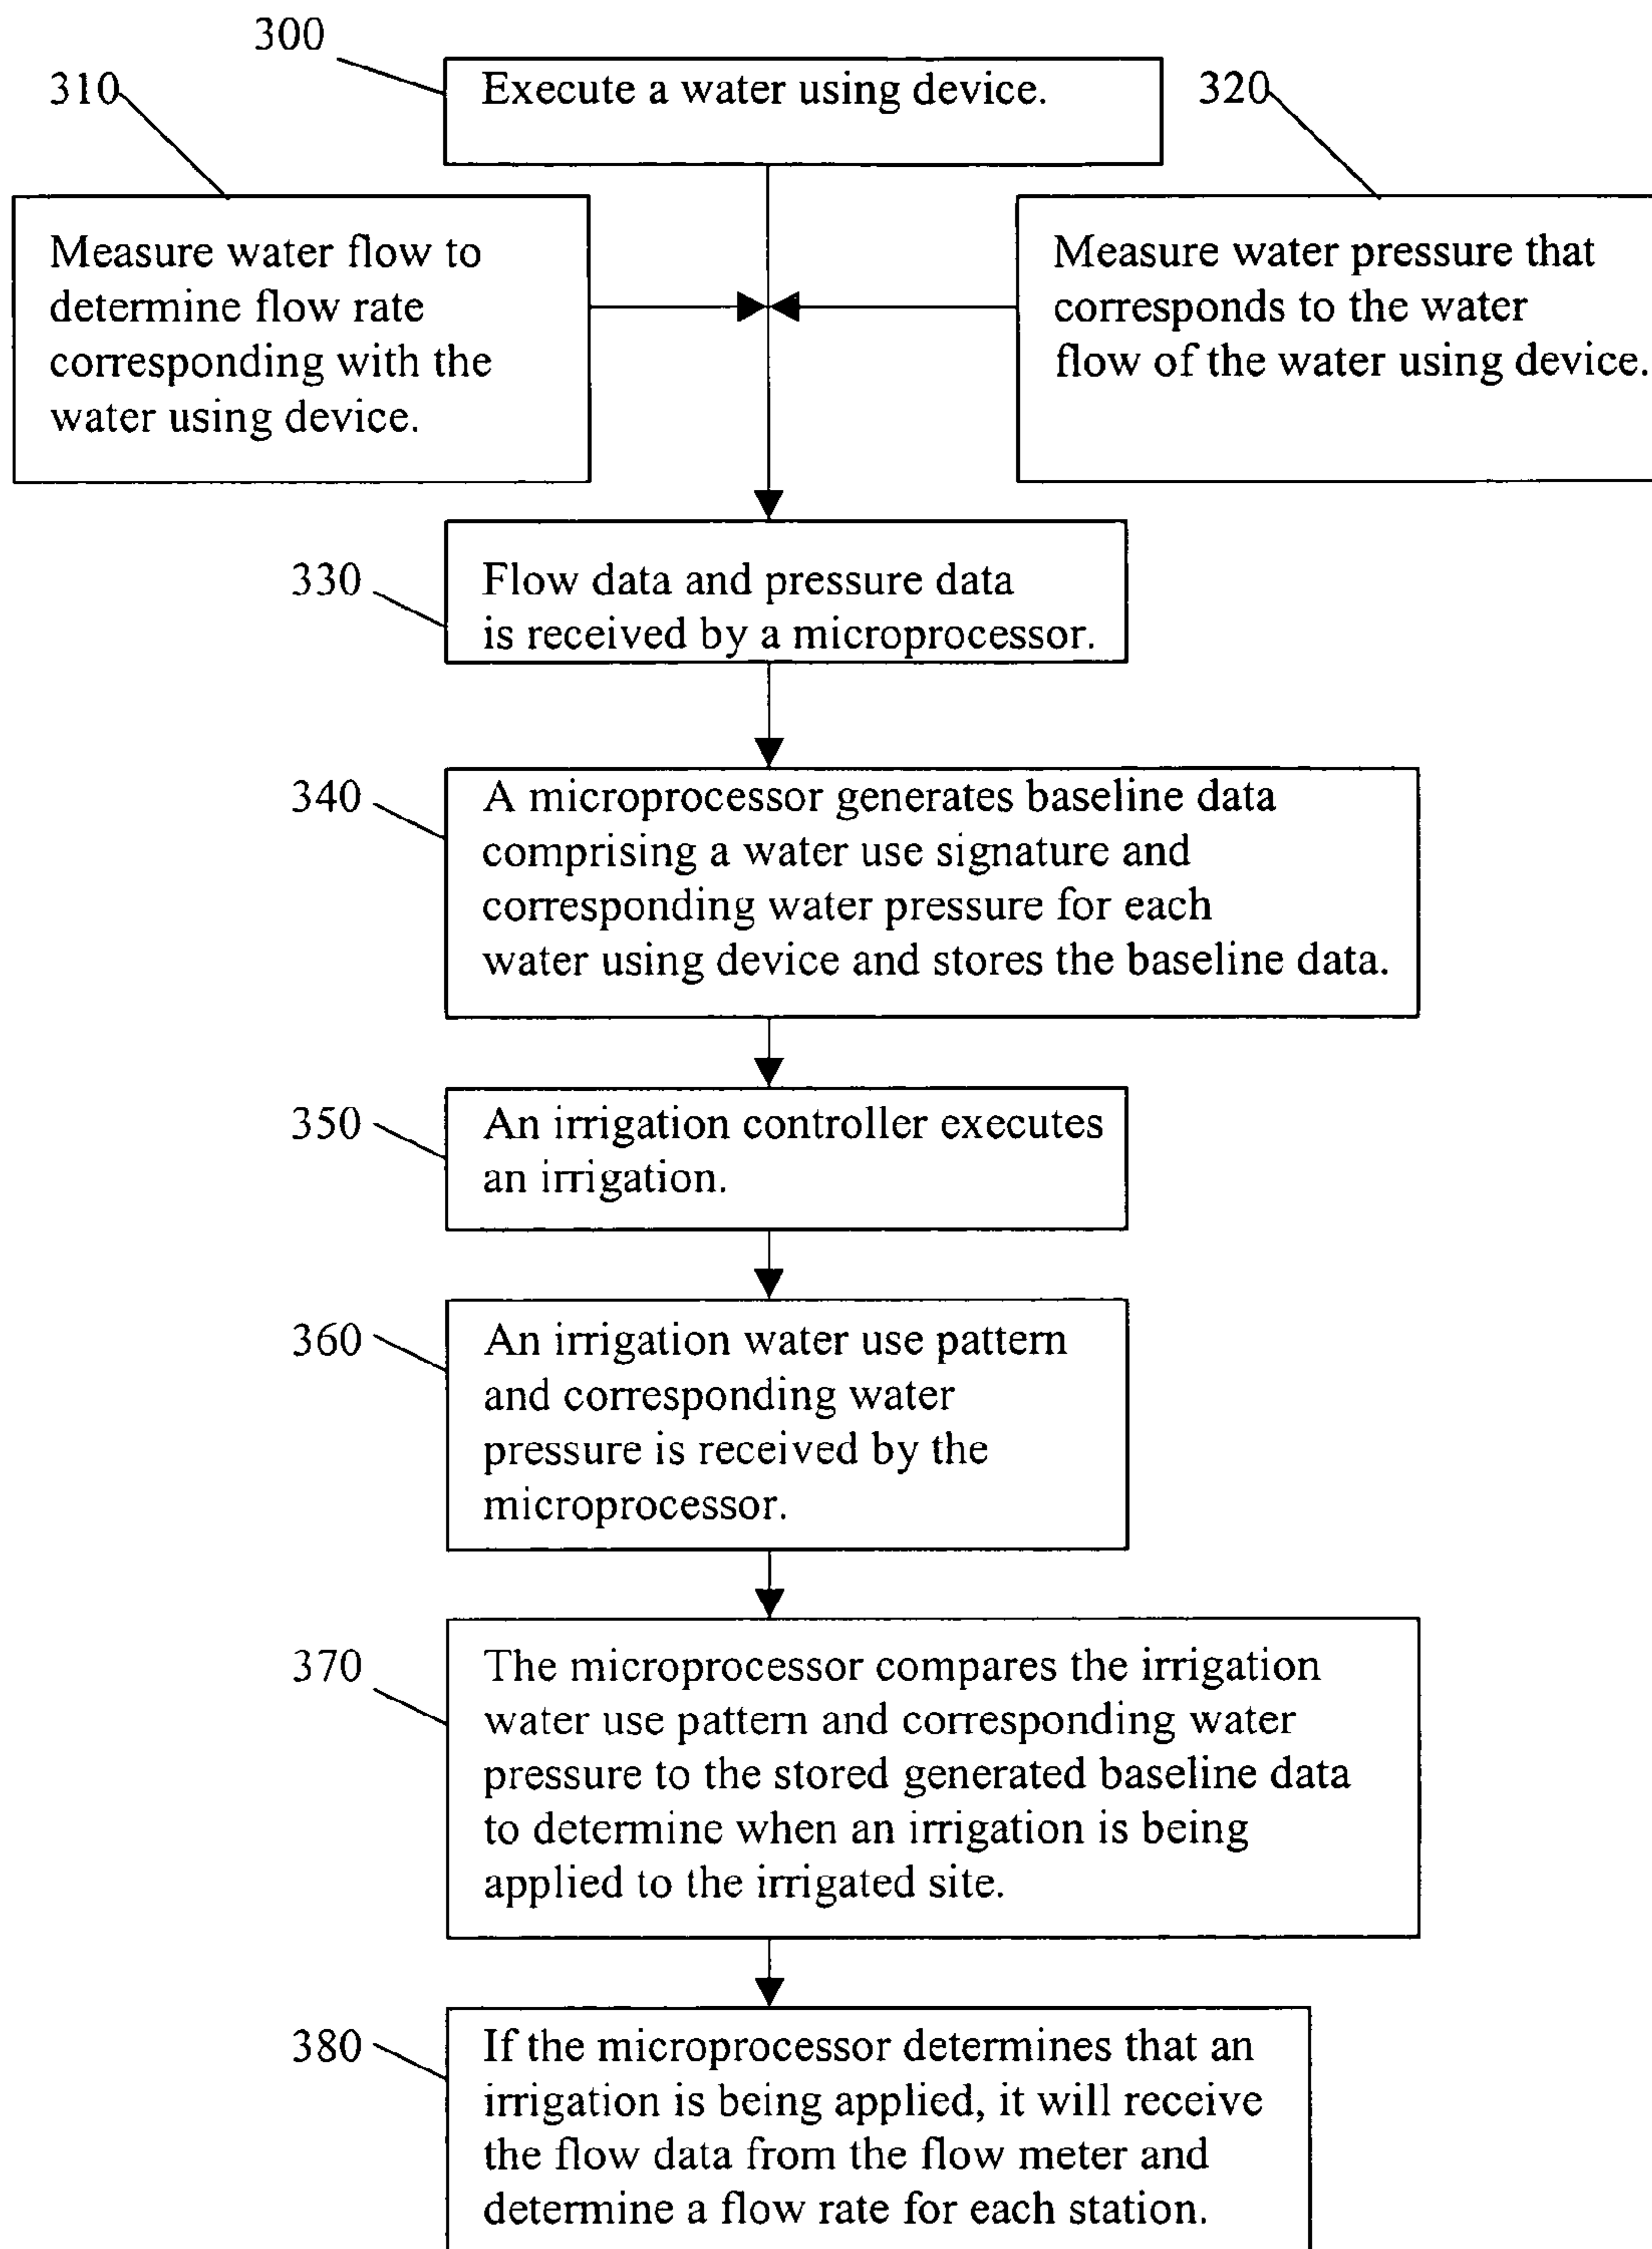 300
Execute a water using device.
310
320
Measure water flow to
determine flow rate
corresponding with the
water using device.
Measure water pressure that
corresponds to the water
flow of the water using device.
330
Flow data and pressure data
is received by a microprocessor.
340
A microprocessor generates baseline data
comprising a water use signature and
corresponding water pressure for each
water using device and stores the baseline data.
350
An irrigation controller executes
an irrigation.
360
An irrigation water use pattern
and corresponding water
pressure is received by the
microprocessor.
370
The microprocessor compares the irrigation
water use pattern and corresponding water
pressure to the stored generated baseline data
to determine when an irrigation is being
applied to the irrigated site.
380
If the microprocessor determines that an
irrigation is being applied, it will receive
the flow data from the flow meter and
determine a flow rate for each station.